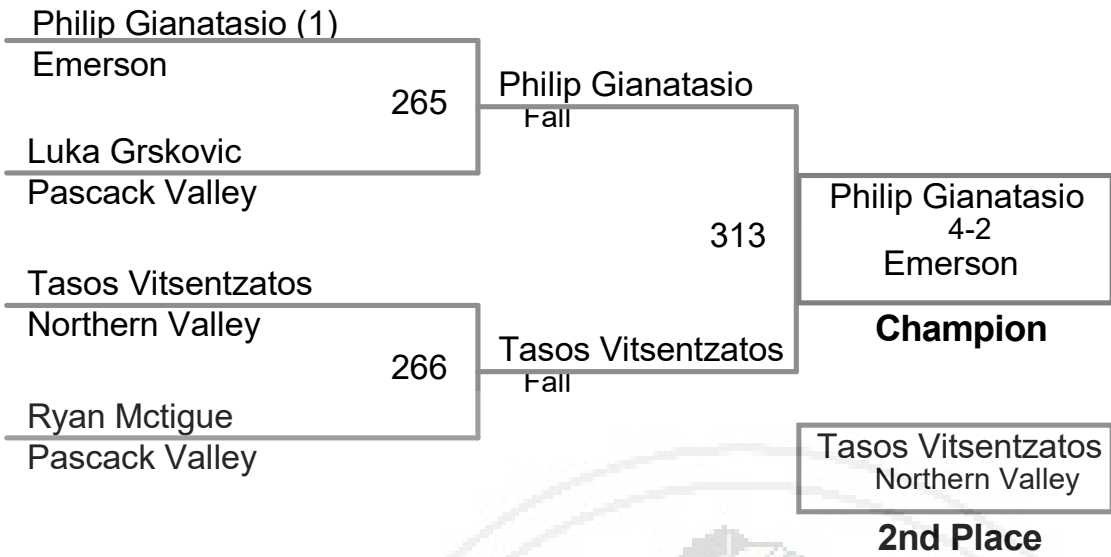 Philip Gianatasio (1)
Emerson
265
Luka Grskovic
Pascack Valley
Tasos Vitsentzatos
Northern Valley
266
Ryan Mctigue
Pascack Valley
Philip Gianatasio
Fall
313
Tasos Vitsentzatos
Fall
Philip Gianatasio
4-2
Emerson
Champion
Tasos Vitsentzatos
Northern Valley
2nd Place